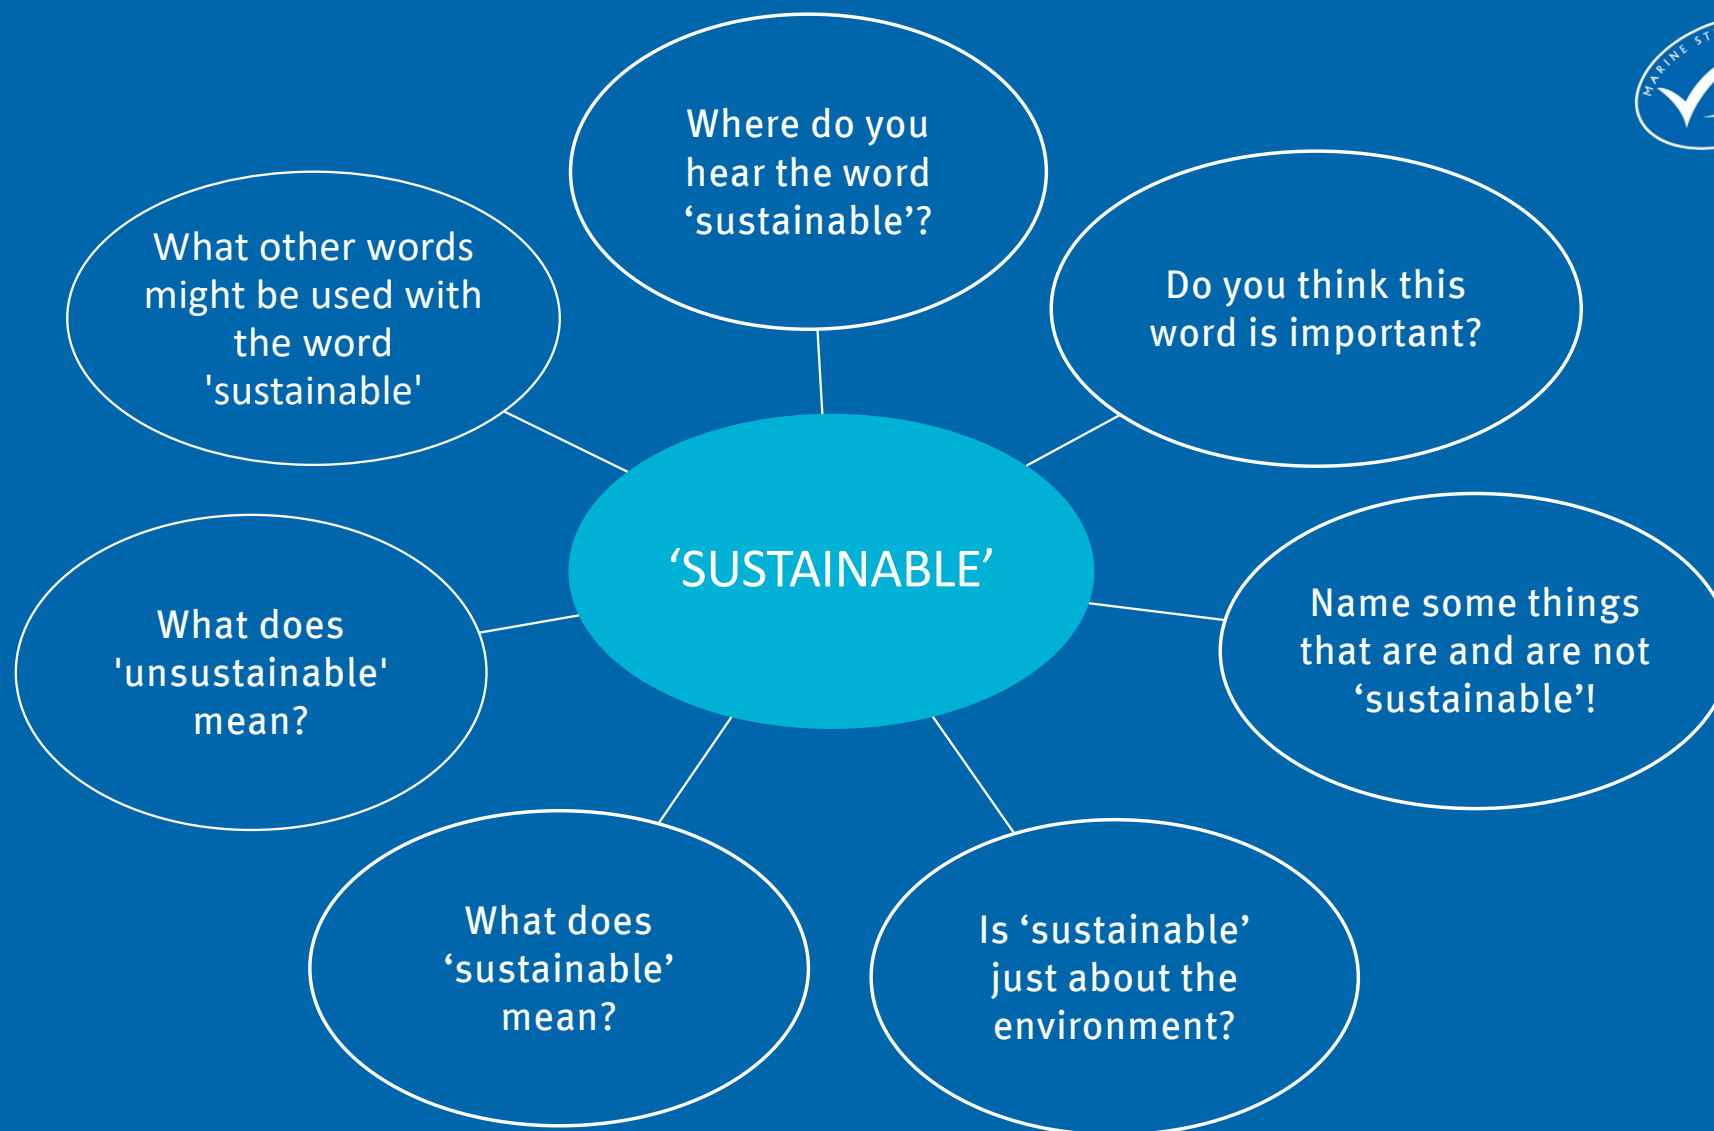 MARINE
Where do you
hear the word
‘sustainable’?
Do you think this
word is important?
What other words
might be used with
the word
'sustainable'
‘SUSTAINABLE’
Name some things
that are and are not
‘sustainable’!
What does
'unsustainable'
mean?
What does
‘sustainable’
mean?
Is ‘sustainable’
just about the
environment?